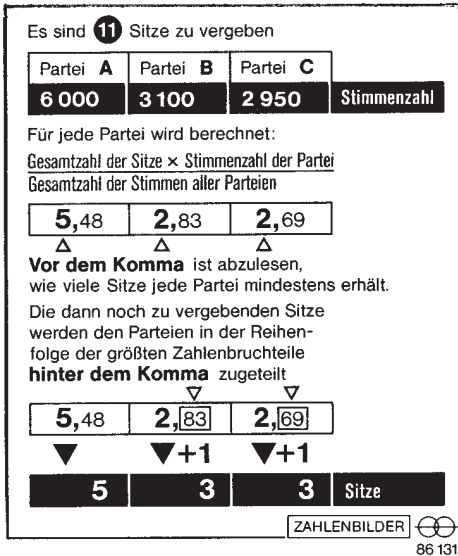 Es sind 11 Sitze zu vergeben
Partei A Partei B Partei C
6 000 3 100 2 950 Stimmenzahl
Für jede Partei wird berechnet:
Gesamtzahl der Sitze × Stimmenzahl der Partei
Gesamtzahl der Stimmen aller Parteien
5,48 2,83 2,69
Vor dem Komma ist abzulesen,
wie viele Sitze jede Partei mindestens erhält.
Die dann noch zu vergebenden Sitze
werden den Parteien in der Reihen-
folge der größten Zahlenbruchteile
hinter dem Komma zugeteilt
5,48 2,83 2,69
+1 +1
5 3 3 Sitze
ZAHLENBILDER
86 131